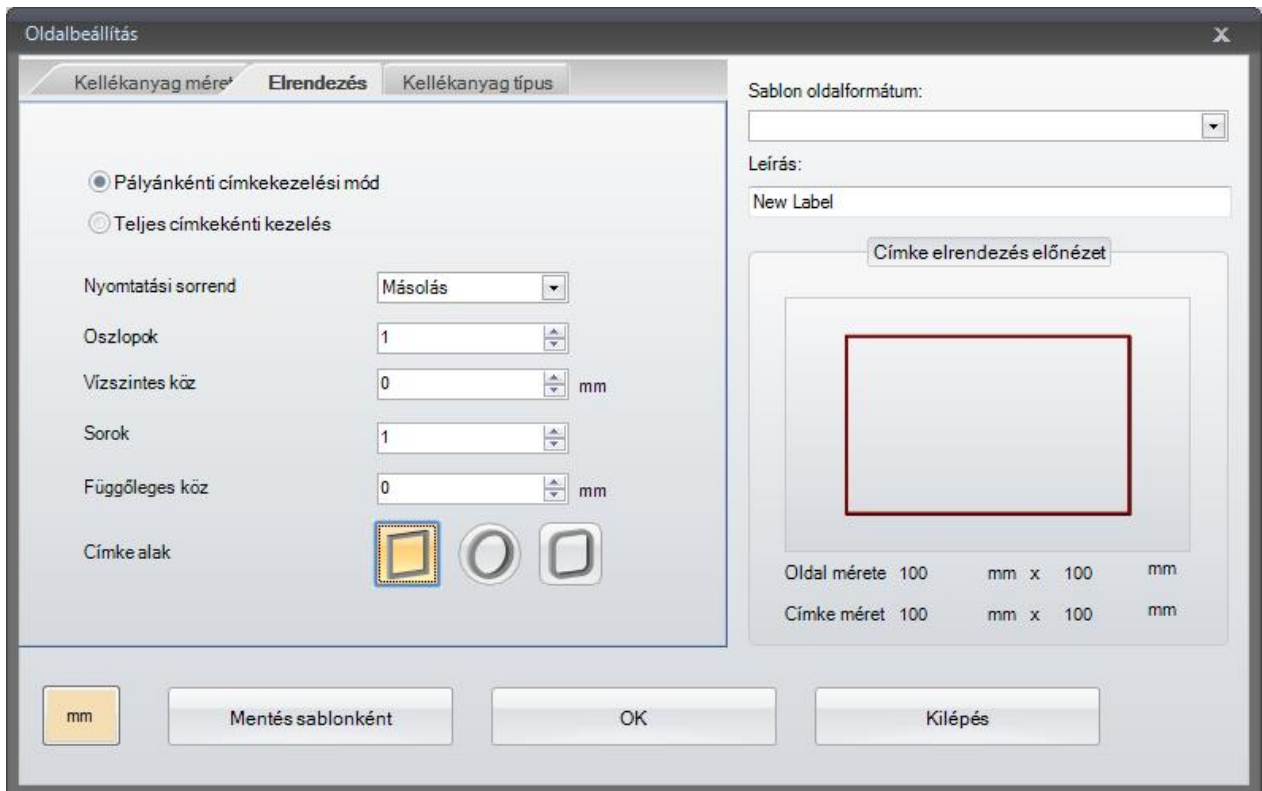 Oldalbeállítás
x
Kellékanyag méret
Elrendezés
Kellékanyag típus
Pályánkénti címkekezelési mód
Teljes címkekénti kezelés
Nyomtatási sorrend Másolás
Oszlopok 1
Vízszintes köz 0 mm
Sorok 1
Függőleges köz 0 mm
Címke alak
Sablon oldalformátum:
Leírás:
New Label
Címke elrendezés előnézet
Oldal mérete 100 mm x 100 mm
Címke méret 100 mm x 100 mm
mm
Mentés sablonként
OK
Kilépés